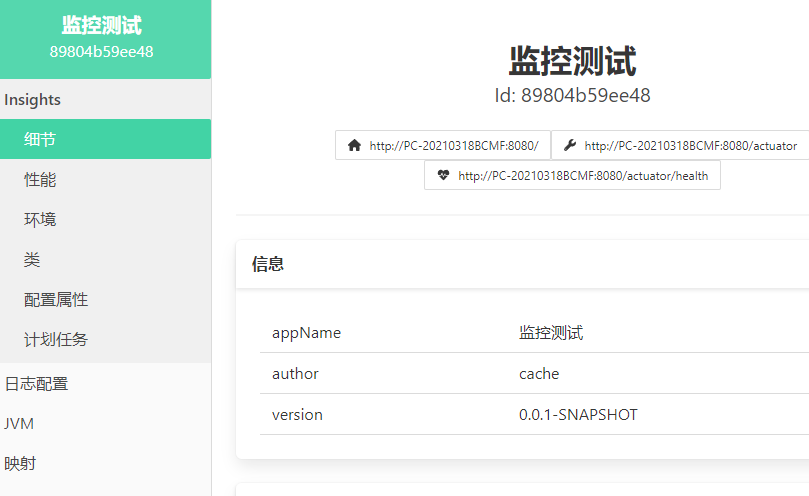 监控测试
89804b59ee48
Insights
细节
性能
环境
类
配置属性
计划任务
日志配置
JVM
映射
监控测试
Id: 89804b59ee48
http://PC-20210318BCMF:8080/
http://PC-20210318BCMF:8080/actuator
http://PC-20210318BCMF:8080/actuator/health
信息
appName 监控测试
author cache
version 0.0.1-SNAPSHOT